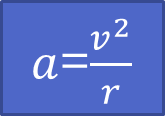 a = v²/r